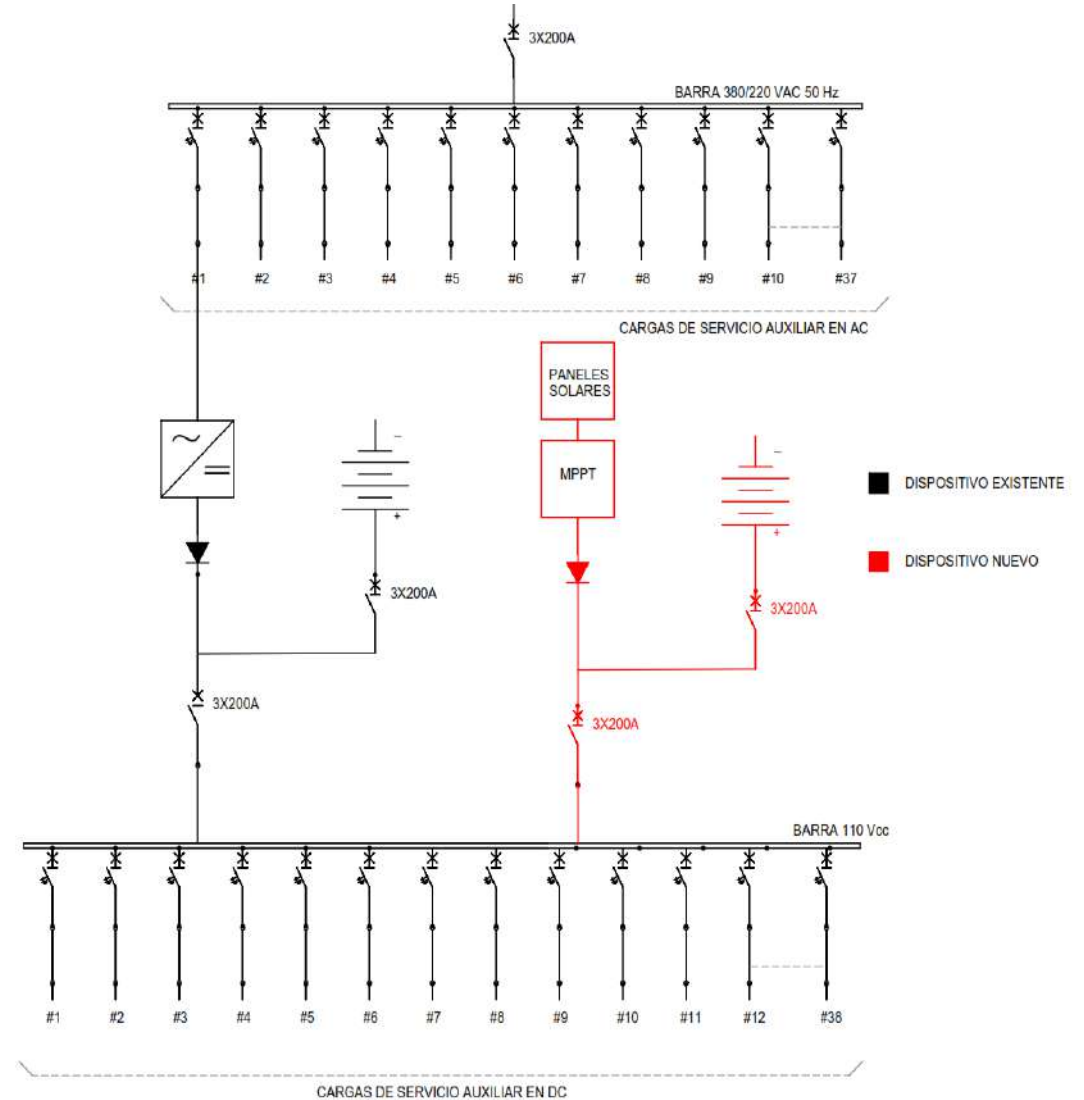 3X200A
BARRA 380/220 VAC 50 Hz
#1 #2 #3 #4 #5 #6 #7 #8 #9 #10 #37
CARGAS DE SERVICIO AUXILIAR EN AC
PANELES
SOLARES
MPPT
DISPOSITIVO EXISTENTE
DISPOSITIVO NUEVO
3X200A
3X200A
3X200A
3X200A
BARRA 110 Vcc
#1 #2 #3 #4 #5 #6 #7 #8 #9 #10 #11 #12 #38
CARGAS DE SERVICIO AUXILIAR EN DC